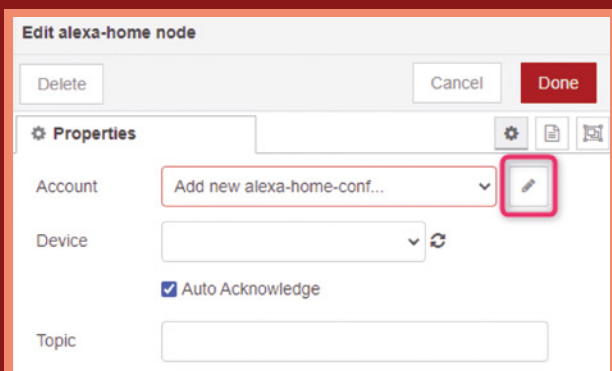 Edit alexa-home node
Delete
Cancel
Done
Properties
Account
Add new alexa-home-conf...
Device
Auto Acknowledge
Topic